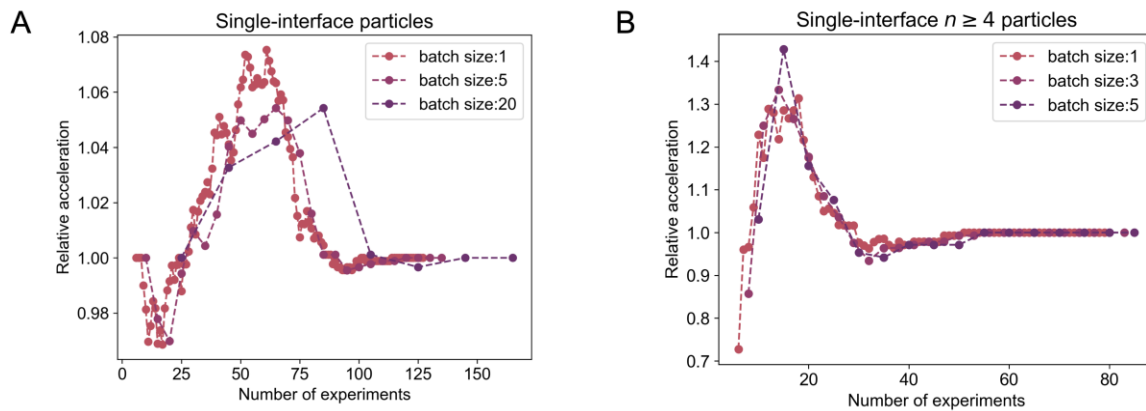 A
Single-interface particles
1.08
1.06
1.04
1.02
1.00
0.98
Relative acceleration
batch size:1
batch size:5
batch size:20
0 25 50 75 100 125 150
Number of experiments
B
Single-interface n ≥ 4 particles
1.4
1.3
1.2
1.1
1.0
0.9
0.8
0.7
Relative acceleration
batch size:1
batch size:3
batch size:5
20 40 60 80
Number of experiments